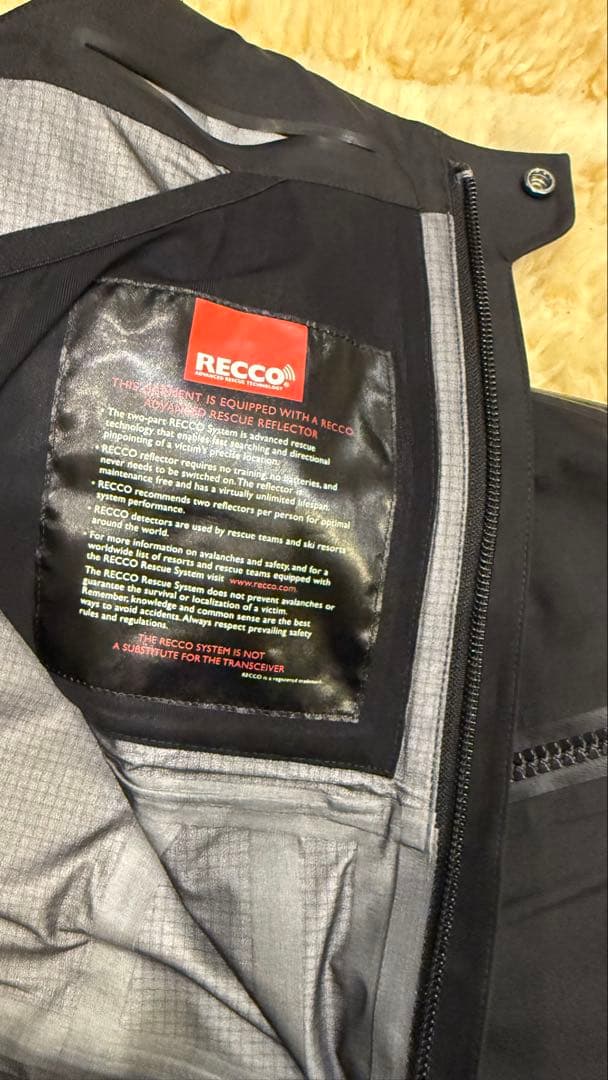 RECCO
ADVANCED RESCUE TECHNOLOGY
THIS GARMENT IS EQUIPPED WITH A RECCO
ADVANCED RESCUE REFLECTOR
• The two-part RECCO System is advanced rescue
technology that enables fast searching and directional
pinpointing of a victim's precise location.
• RECCO reflector requires no training, no batteries, and
never needs to be switched on. The reflector is
maintenance free and has a virtually unlimited lifespan.
• RECCO recommends two reflectors per person for optimal
system performance.
• RECCO detectors are used by rescue teams and ski resorts
around the world.
• For more information on avalanches and safety, and for a
worldwide list of resorts and rescue teams equipped with
the RECCO Rescue System visit www.recco.com.
The RECCO Rescue System does not prevent avalanches or
guarantee the survival or localization of a victim.
Remember, knowledge and common sense are the best
ways to avoid accidents. Always respect prevailing safety
rules and regulations.
THE RECCO SYSTEM IS NOT
A SUBSTITUTE FOR THE TRANSCEIVER
RECCO is a registered trademark